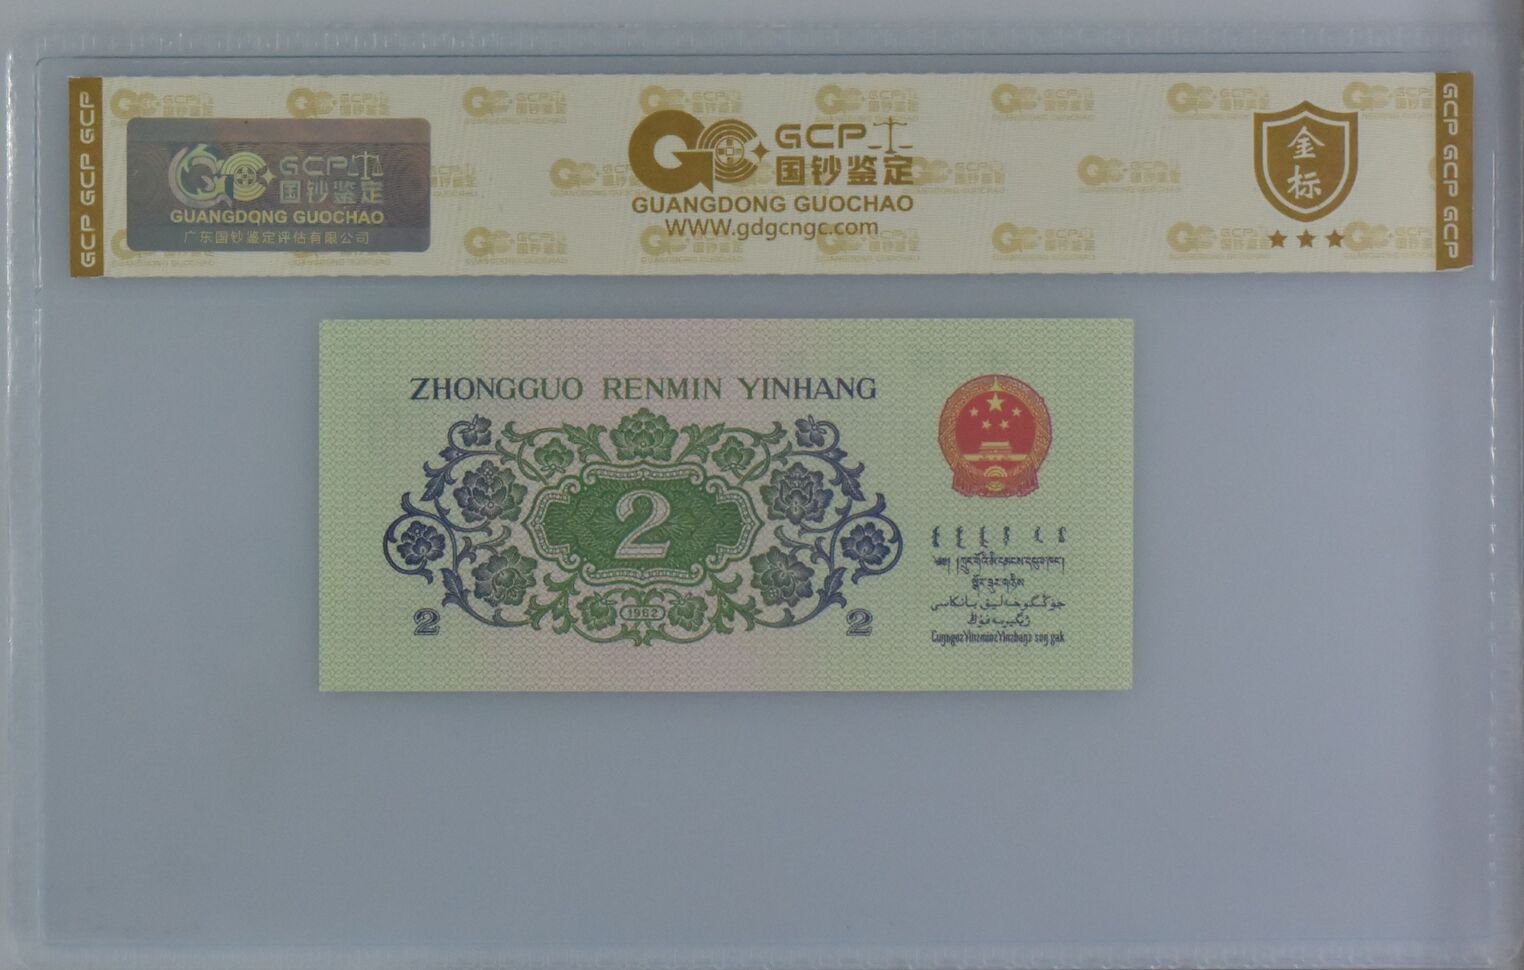 GCP GCP GCP
GCP 国钞鉴定
GUANGDONG GUOCHAO
广东国钞鉴定评估有限公司
GCP
国钞鉴定
GUANGDONG GUOCHAO
WWW.gdgcngc.com
金标
GCP GCP GCP
ZHONGGUO RENMIN YINHANG
2
1962
2
2